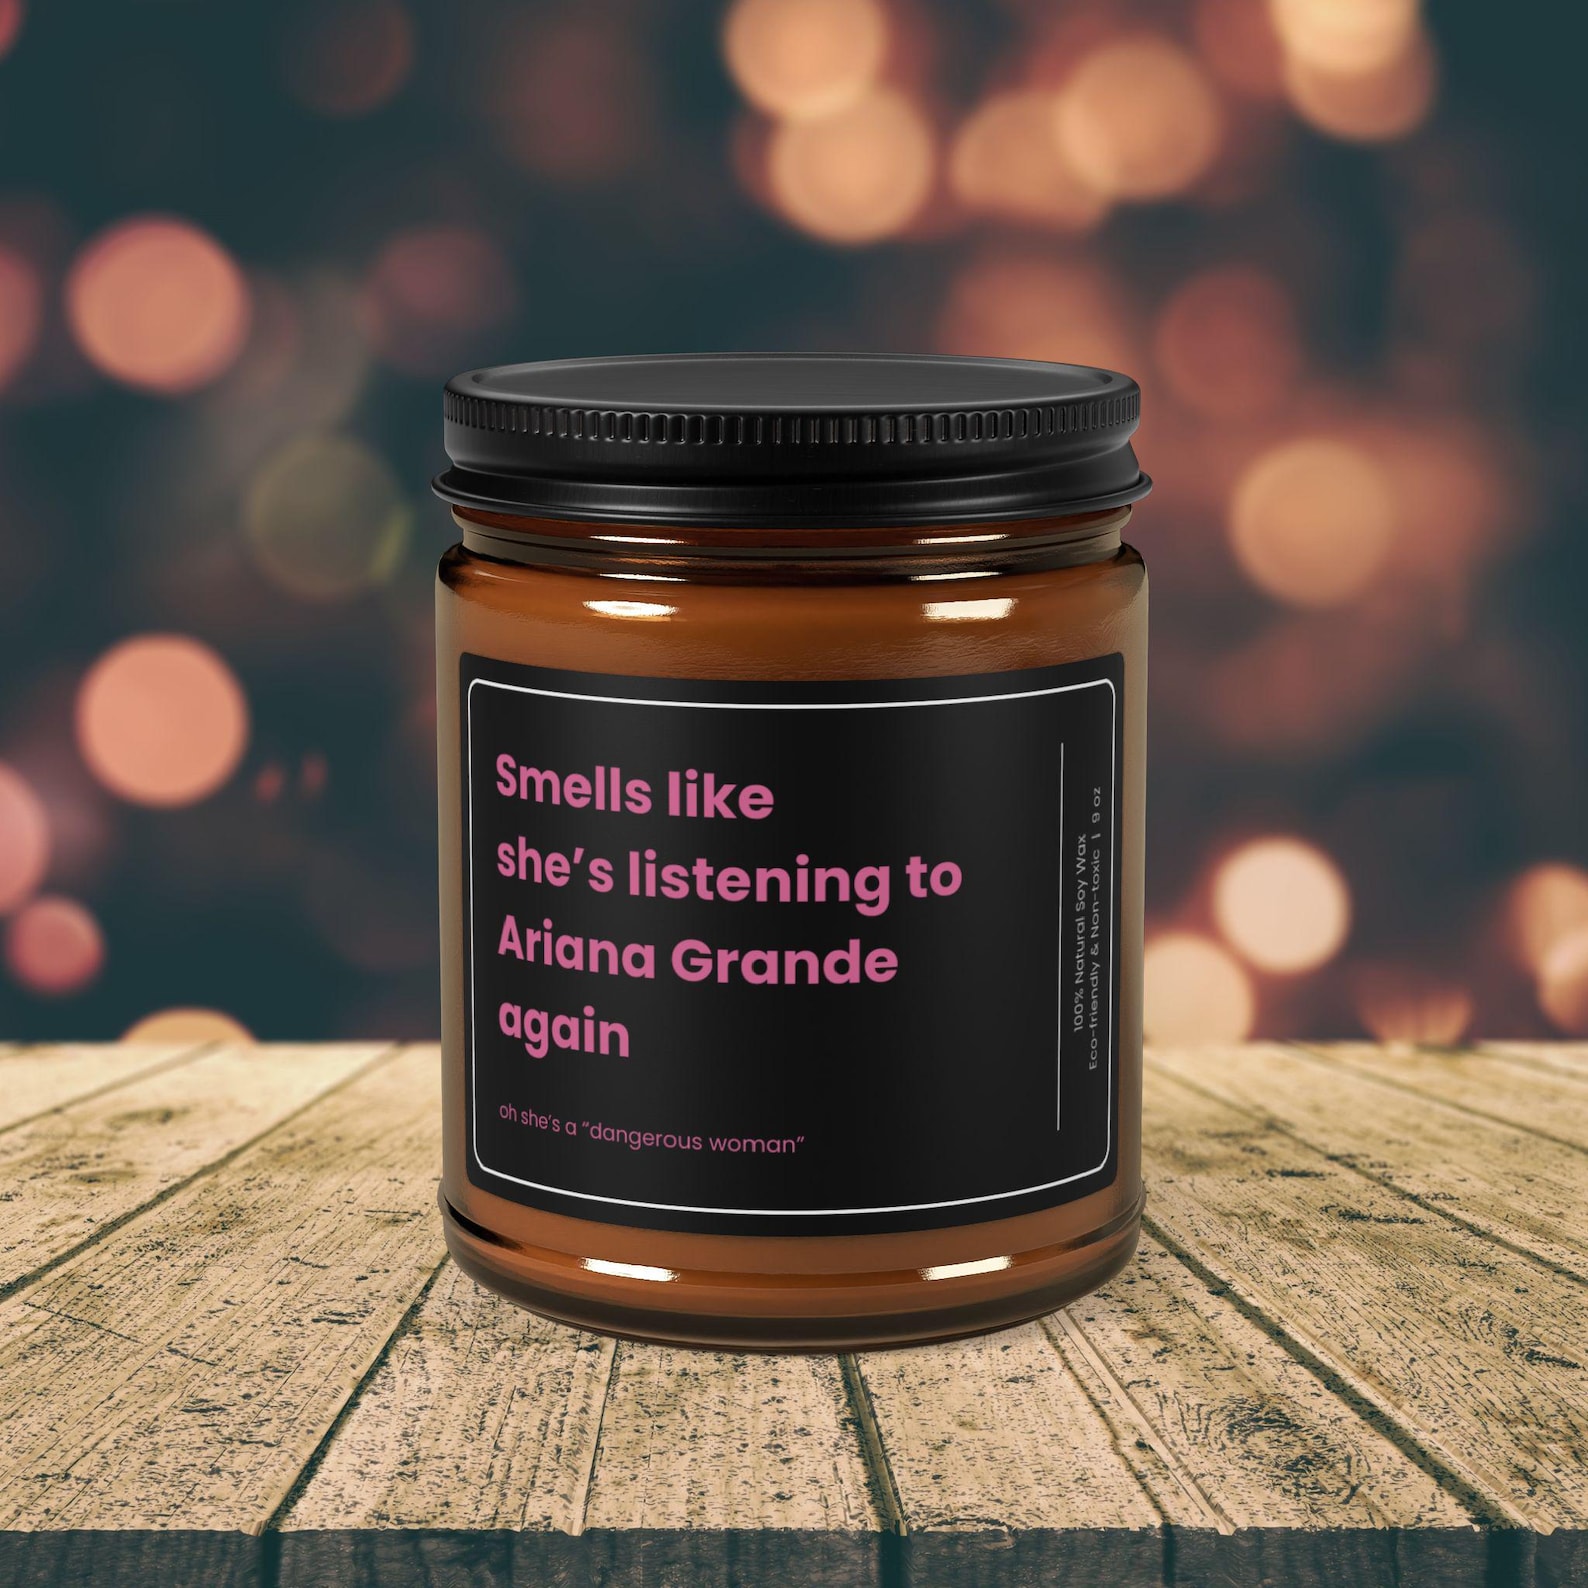 Smells like
she’s listening to
Ariana Grande
again
oh she’s a “dangerous woman”
100% Natural Soy Wax
Eco-friendly & Non-toxic | 9 oz